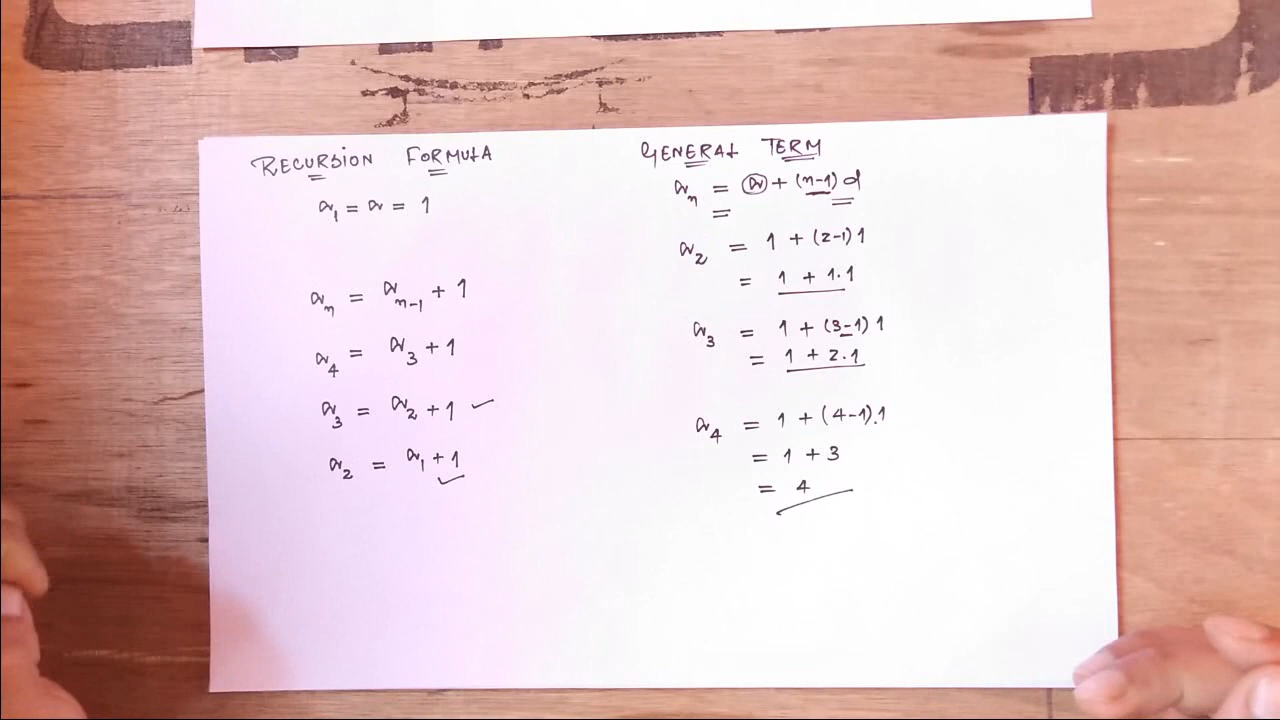 RECURSION FORMULA
a₁ = a = 1
aₙ = aₙ₋₁ + 1
a₄ = a₃ + 1
a₃ = a₂ + 1 ✓
a₂ = a₁ + 1 ✓
GENERAL TERM
aₙ = a + (n-1) d
a₂ = 1 + (2-1) 1
= 1 + 1.1
a₃ = 1 + (3-1) 1
= 1 + 2.1
a₄ = 1 + (4-1).1
= 1 + 3
= 4